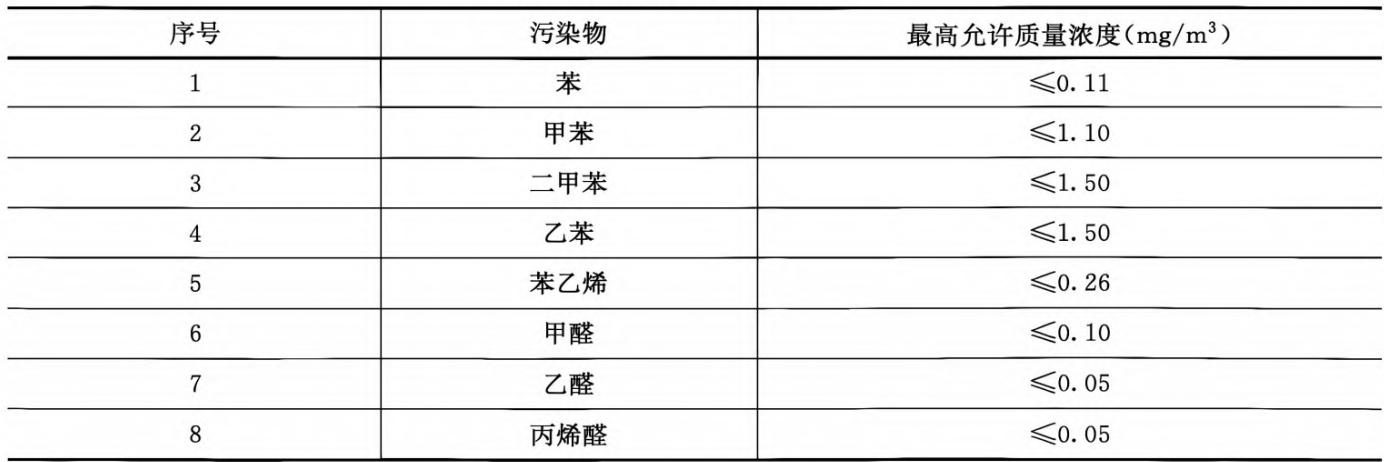 序号 污染物 最高允许质量浓度(mg/m³)
1 苯 ≤0.11
2 甲苯 ≤1.10
3 二甲苯 ≤1.50
4 乙苯 ≤1.50
5 苯乙烯 ≤0.26
6 甲醛 ≤0.10
7 乙醛 ≤0.05
8 丙烯醛 ≤0.05